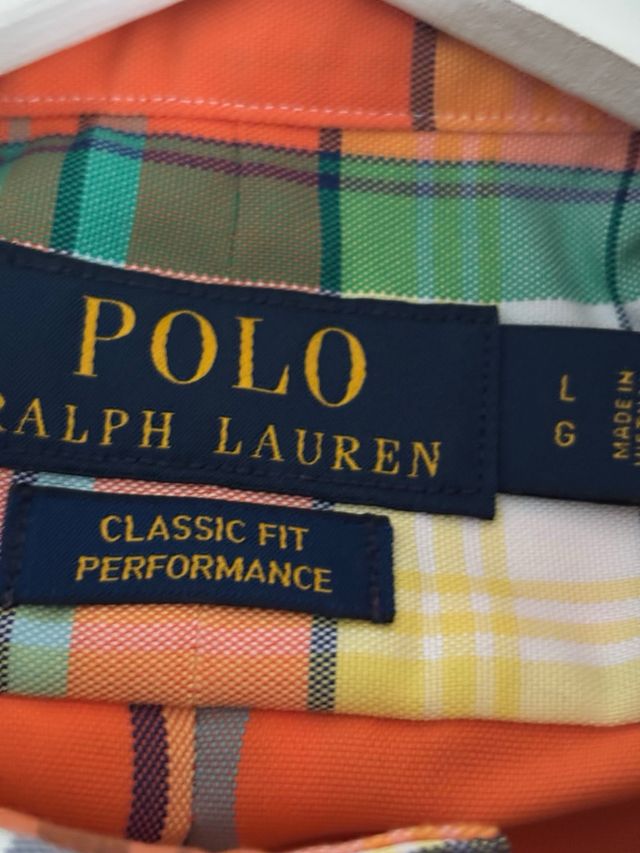 POLO
RALPH LAUREN
L
G
MADE IN
CLASSIC FIT
PERFORMANCE